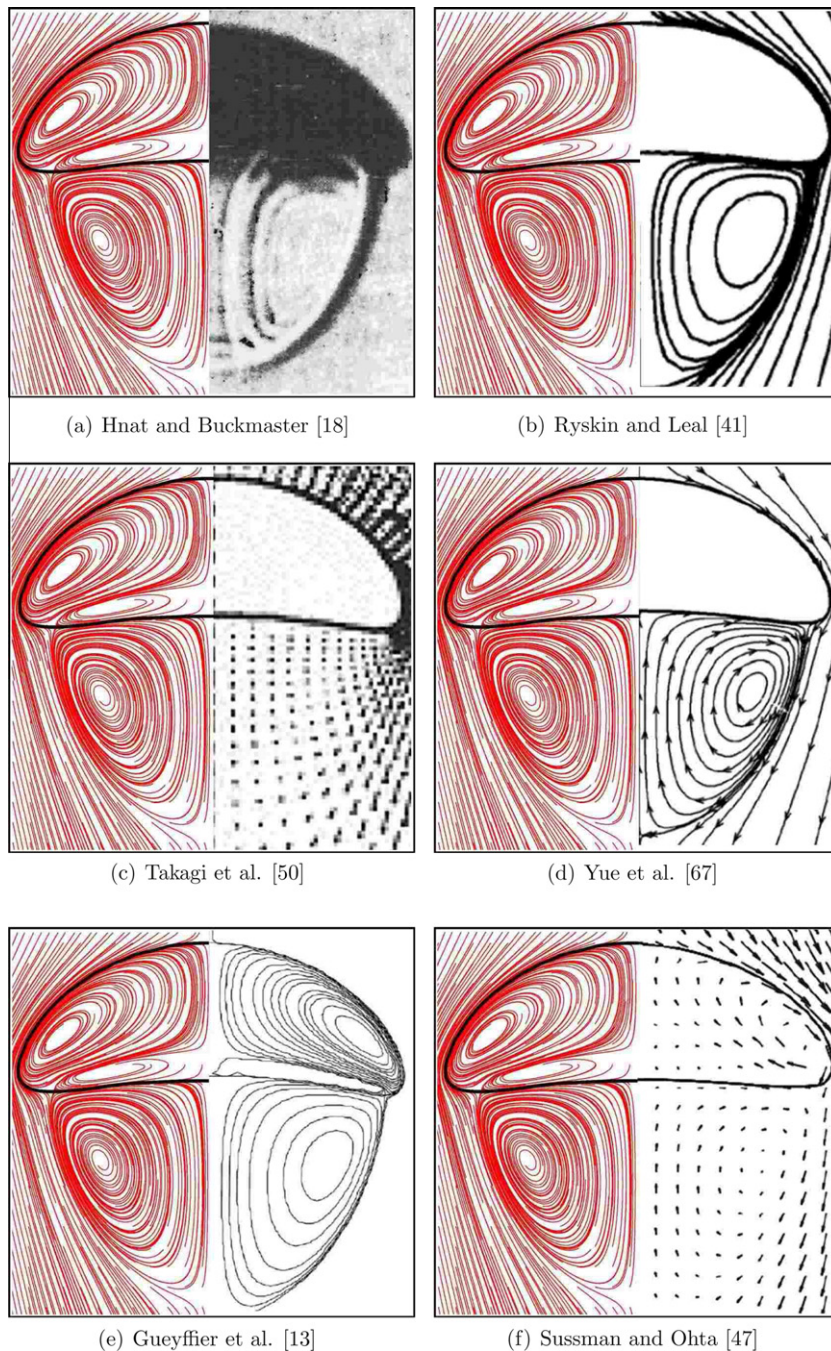 (a) Hnat and Buckmaster [18]
(b) Ryskin and Leal [41]
(c) Takagi et al. [50]
(d) Yue et al. [67]
(e) Gueyffier et al. [13]
(f) Sussman and Ohta [47]